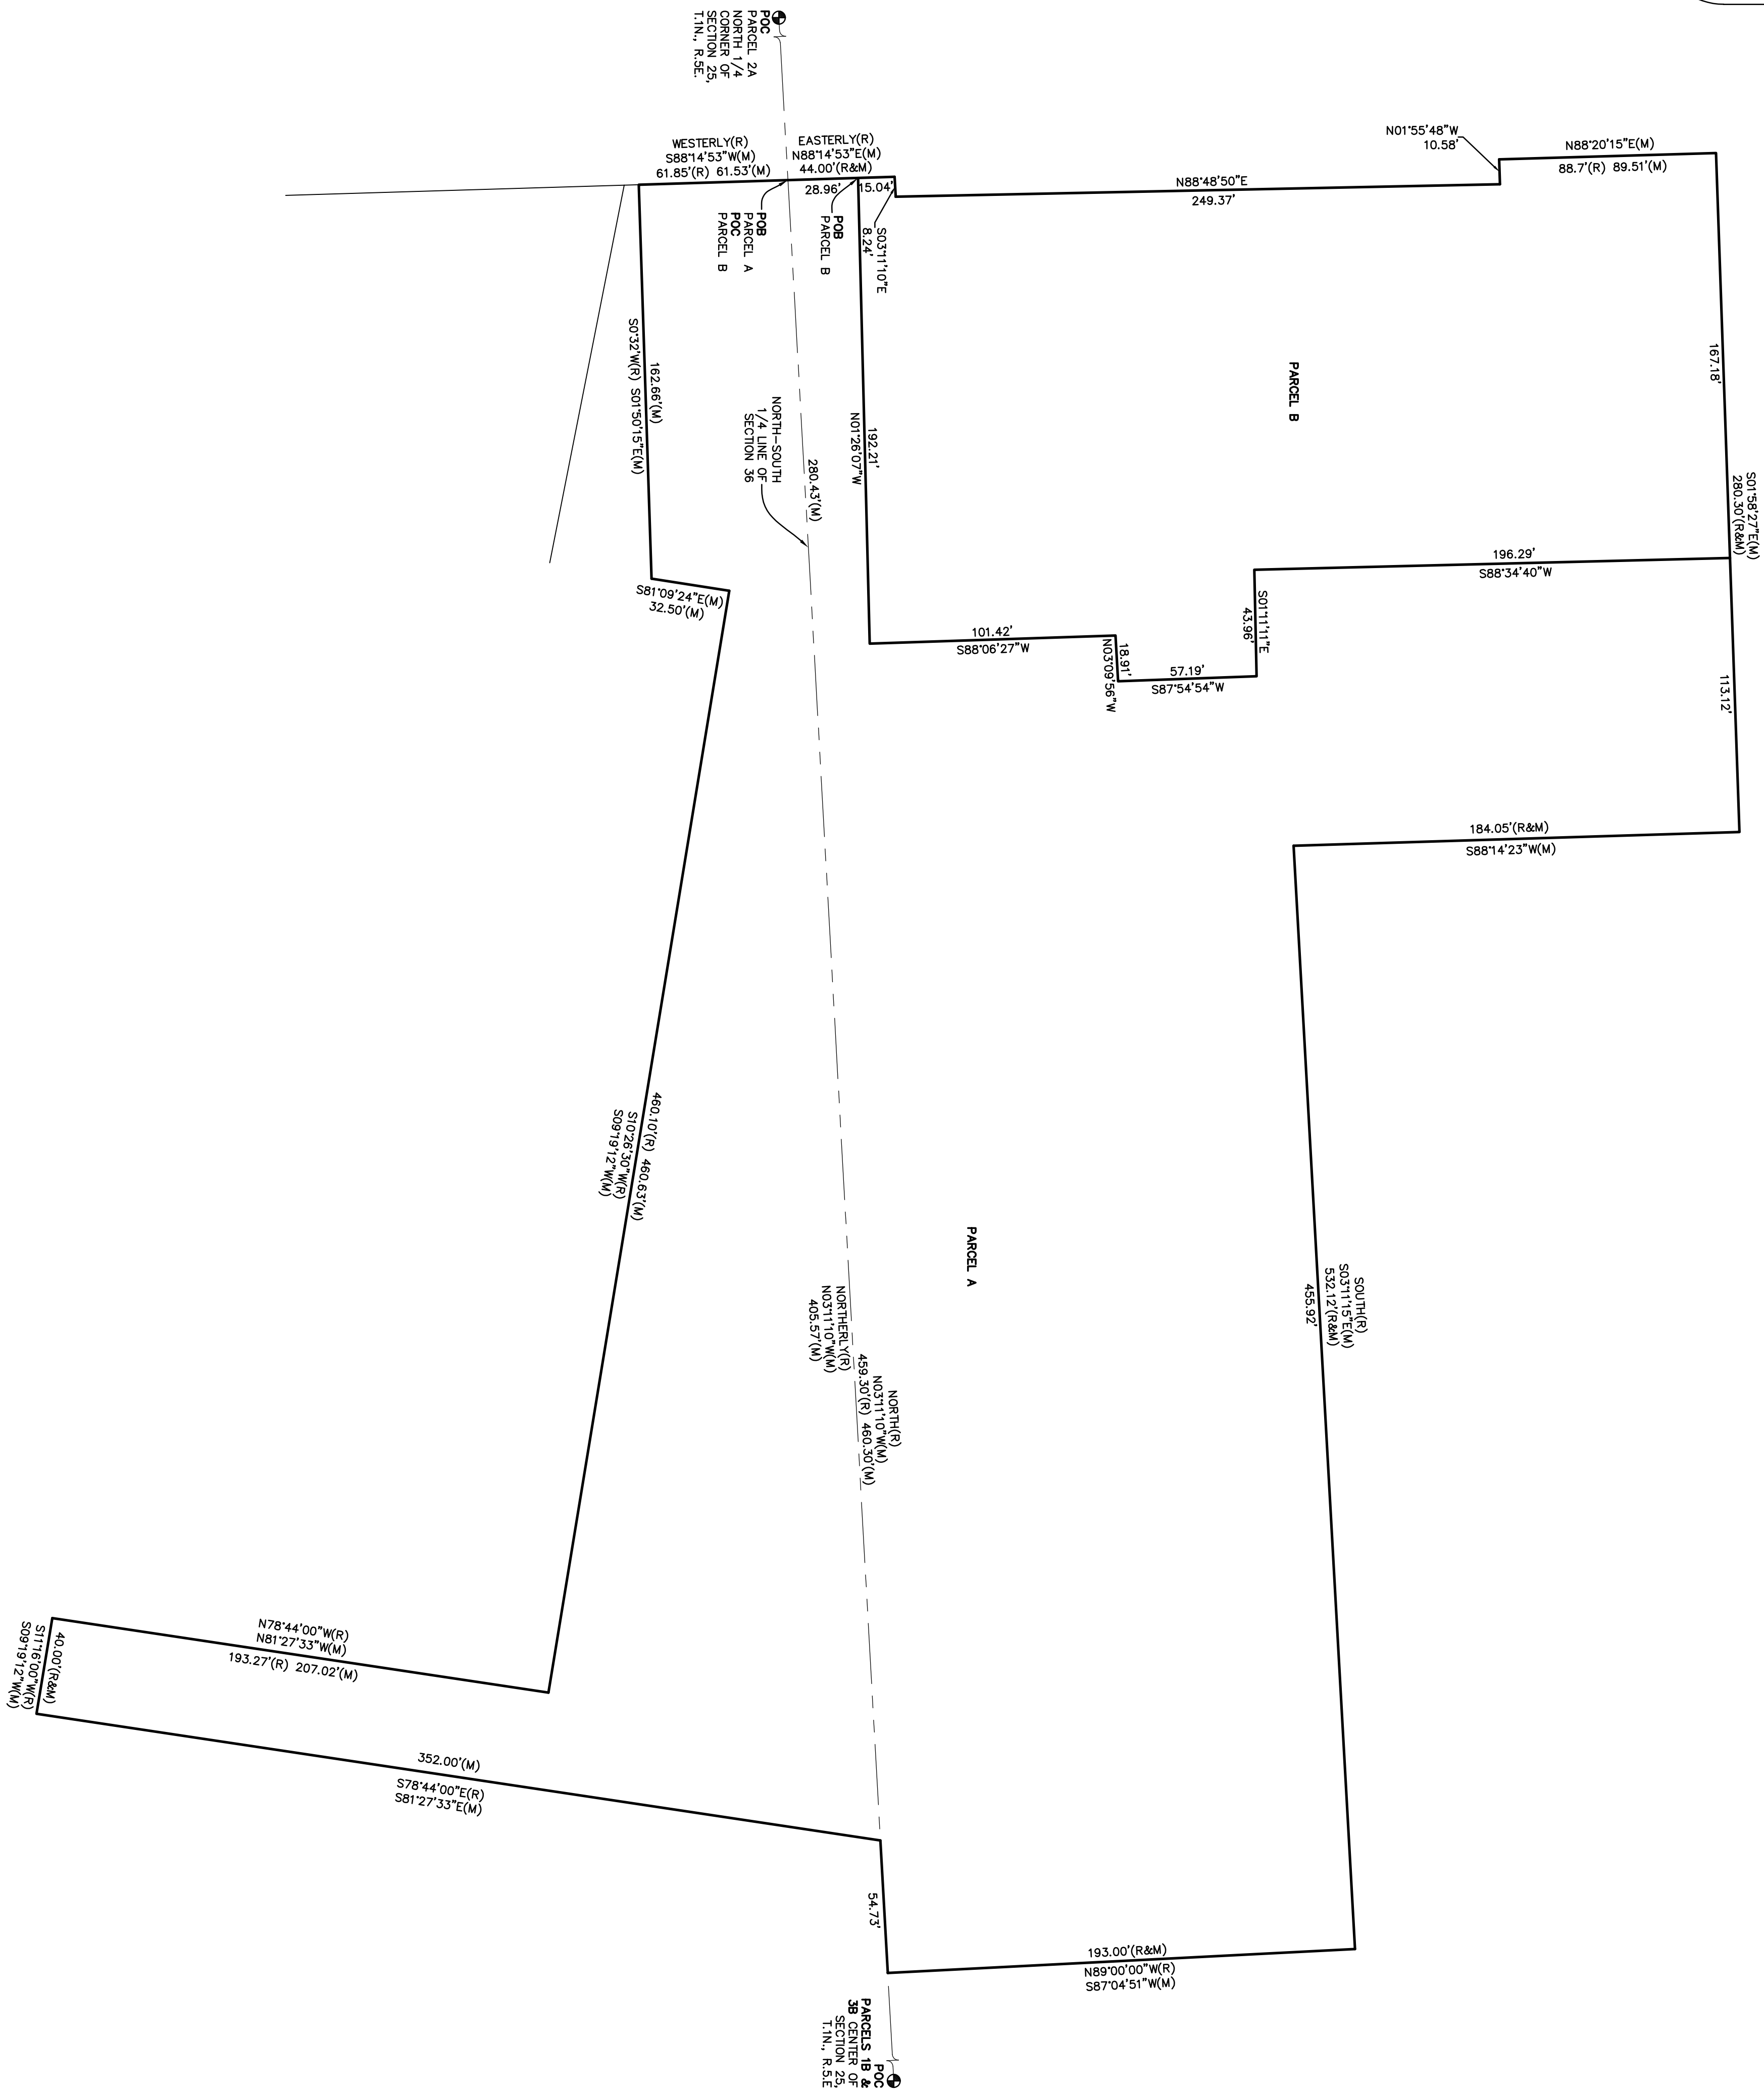 POC
PARCEL 2A
NORTH 1/4
CORNER OF
SECTION 25,
T.1N., R.5E.
WESTERLY(R)
S88°14'53"W(M)
61.85'(R) 61.53'(M)
EASTERLY(R)
N88°14'53"E(M)
44.00'(R&M)
28.96'
15.04'
S03°11'10"E
8.24'
POB
PARCEL B
POB
PARCEL A
POC
PARCEL B
N88°48'50"E
249.37'
N01°55'48"W
10.58'
N88°20'15"E(M)
88.7'(R) 89.51'(M)
167.18'
S01°58'27"E(M)
280.30'(R&M)
113.12'
PARCEL B
196.29'
S88°34'40"W
S01°11'11"E
43.96'
57.19'
S87°54'54"W
18.91'
N03°09'56"W
101.42'
S88°06'27"W
192.21'
N01°26'07"W
280.43'(M)
NORTH-SOUTH
1/4 LINE OF
SECTION 36
162.66'(M)
S0°32'W(R) S01°50'15"E(M)
S81°09'24"E(M)
32.50'(M)
184.05'(R&M)
S88°14'23"W(M)
SOUTH(R)
S03°11'15"E(M)
532.12'(R&M)
455.92'
PARCEL A
460.10'(R) 460.63'(M)
S10°26'30"W(R)
S09°19'12"W(M)
NORTHERLY(R)
N03°11'10"W(M)
405.57'(M)
NORTH(R)
N03°11'10"W(M)
459.30'(R) 460.30'(M)
N78°44'00"W(R)
N81°27'33"W(M)
193.27'(R) 207.02'(M)
40.00'(R&M)
S11°16'00"W(R)
S09°19'12"W(M)
352.00'(M)
S78°44'00"E(R)
S81°27'33"E(M)
54.73'
193.00'(R&M)
N89°00'00"W(R)
S87°04'51"W(M)
POC
PARCELS 1B &
3B CENTER OF
SECTION 25,
T.1N., R.5.E